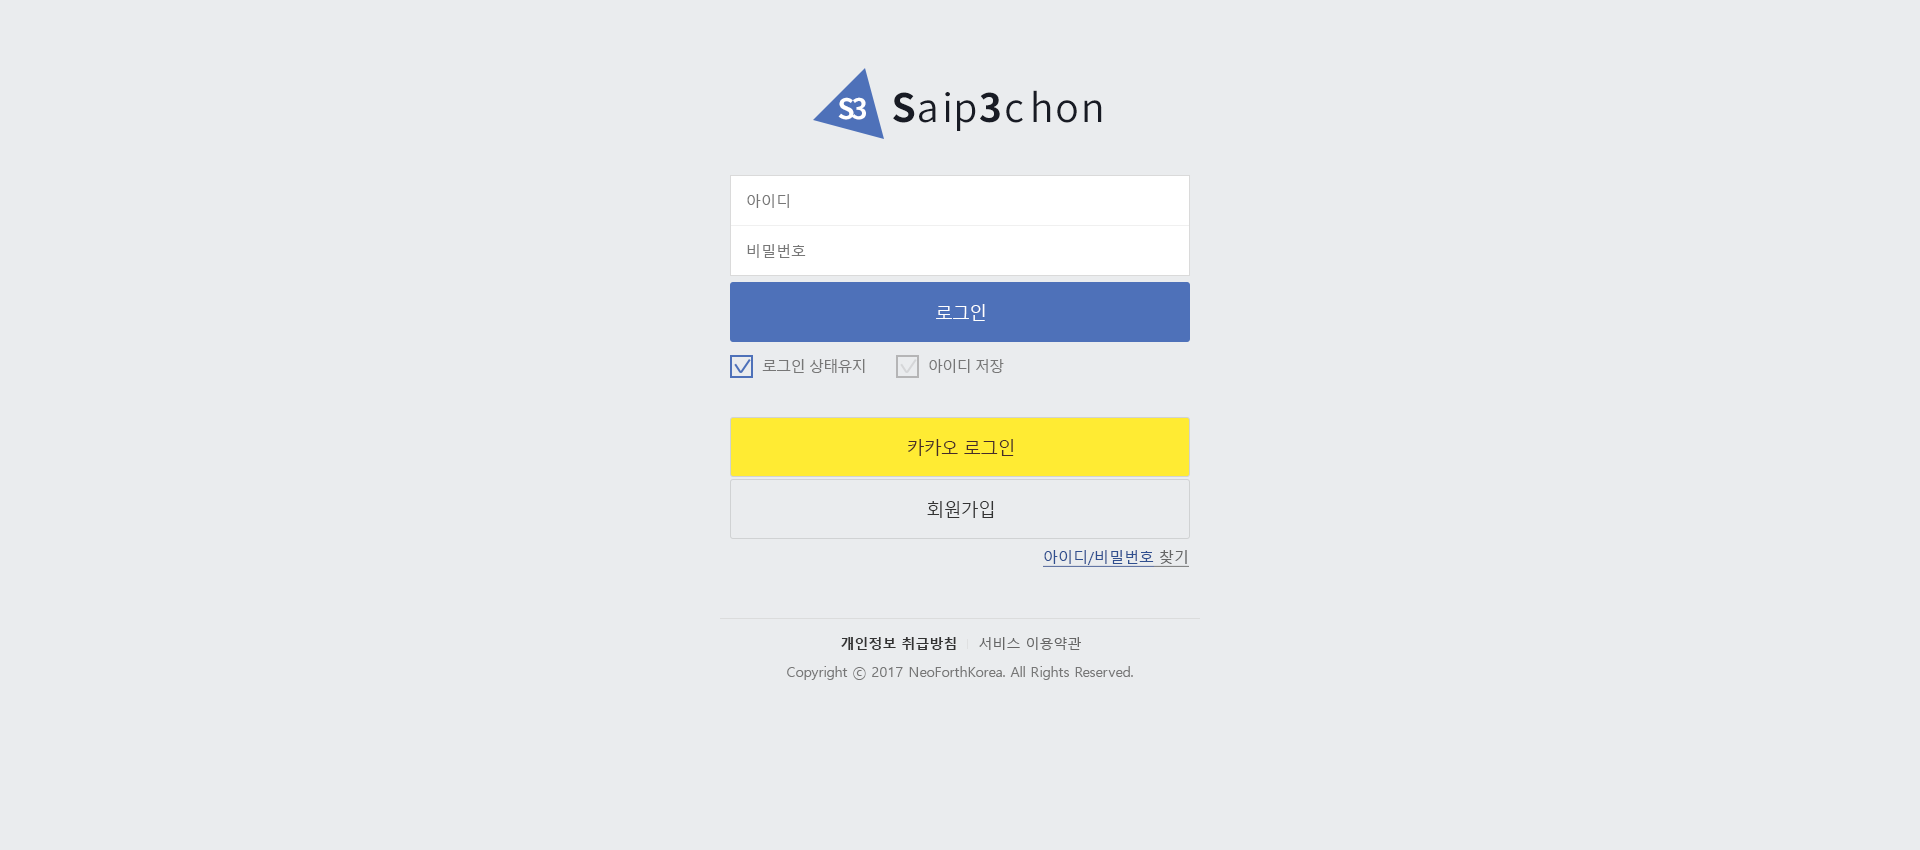 S3 Saip3chon
아이디
비밀번호
로그인
로그인 상태유지 아이디 저장
카카오 로그인
회원가입
아이디/비밀번호 찾기
개인정보 취급방침 서비스 이용약관
Copyright ⓒ 2017 NeoForthKorea. All Rights Reserved.